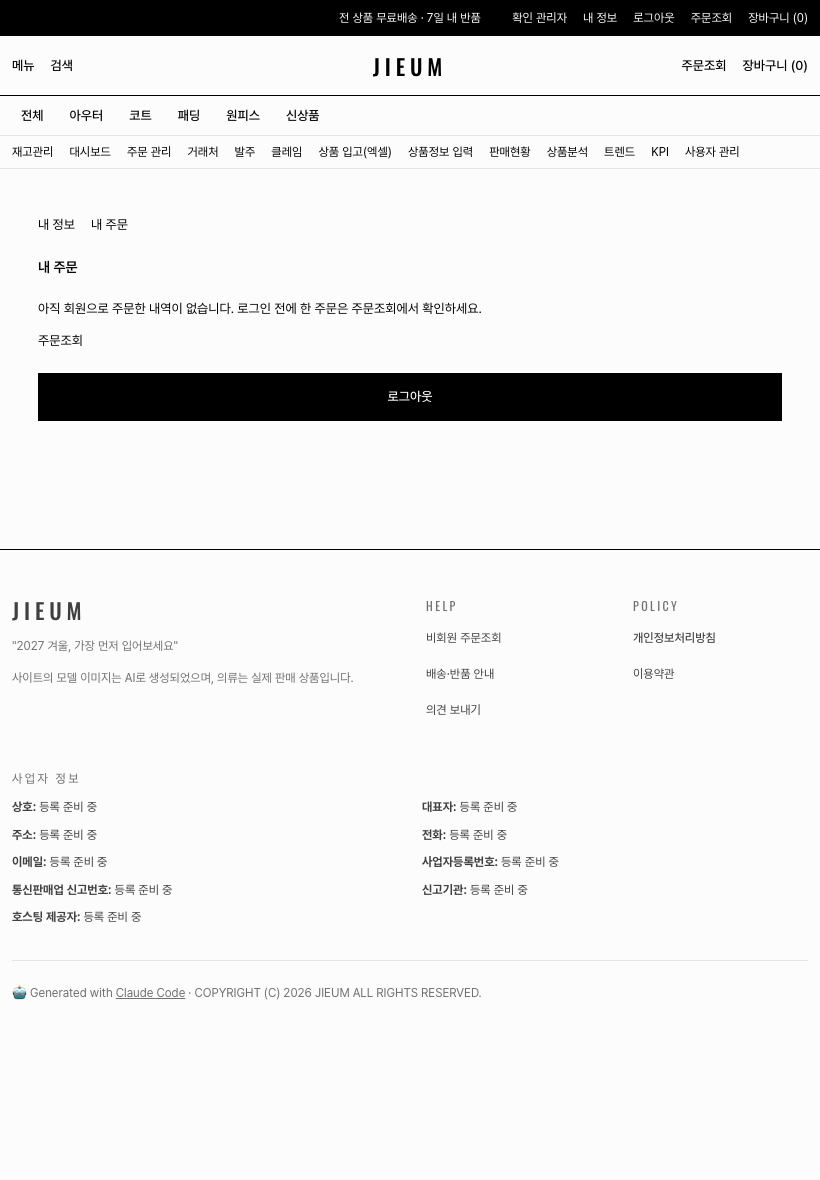 전 상품 무료배송 · 7일 내 반품 확인 관리자 내 정보 로그아웃 주문조회 장바구니 (0)
메뉴 검색 JIEUM 주문조회 장바구니 (0)
전체 아우터 코트 패딩 원피스 신상품
재고관리 대시보드 주문 관리 거래처 발주 클레임 상품 입고(엑셀) 상품정보 입력 판매현황 상품분석 트렌드 KPI 사용자 관리
내 정보 내 주문
내 주문
아직 회원으로 주문한 내역이 없습니다. 로그인 전에 한 주문은 주문조회에서 확인하세요.
주문조회
로그아웃
JIEUM
"2027 겨울, 가장 먼저 입어보세요"
사이트의 모델 이미지는 AI로 생성되었으며, 의류는 실제 판매 상품입니다.
HELP
비회원 주문조회
배송·반품 안내
의견 보내기
POLICY
개인정보처리방침
이용약관
사업자 정보
상호: 등록 준비 중
대표자: 등록 준비 중
주소: 등록 준비 중
전화: 등록 준비 중
이메일: 등록 준비 중
사업자등록번호: 등록 준비 중
통신판매업 신고번호: 등록 준비 중
신고기관: 등록 준비 중
호스팅 제공자: 등록 준비 중
Generated with Claude Code · COPYRIGHT (C) 2026 JIEUM ALL RIGHTS RESERVED.